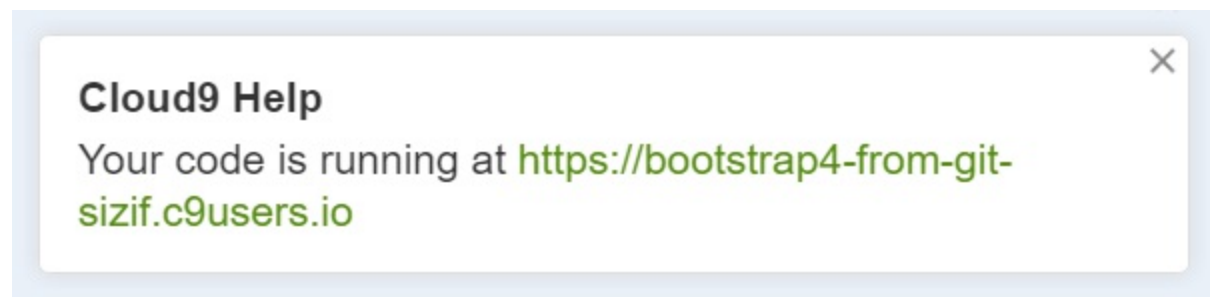 Cloud9 Help
Your code is running at https://bootstrap4-from-git-
sizif.c9users.io